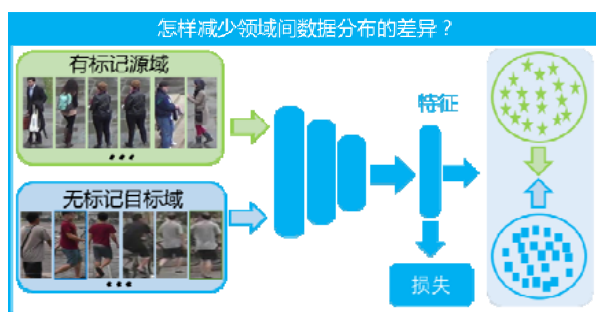 怎样减少领域间数据分布的差异？
有标记源域
•••
特征
无标记目标域
•••
损失